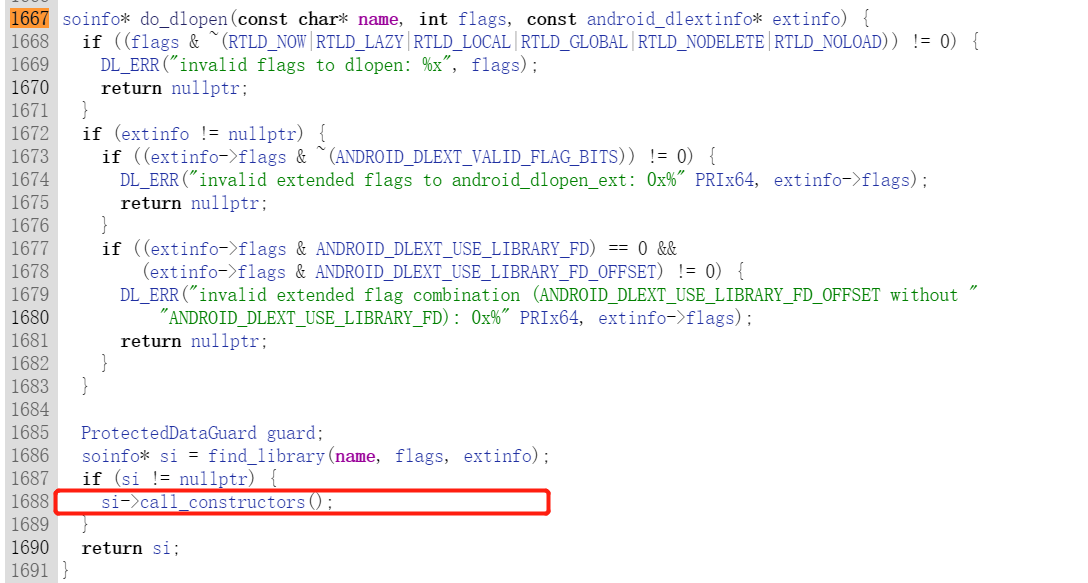 1667 soinfo* do_dlopen(const char* name, int flags, const android_dlextinfo* extinfo) {
1668   if ((flags & ~(RTLD_NOW|RTLD_LAZY|RTLD_LOCAL|RTLD_GLOBAL|RTLD_NODELETE|RTLD_NOLOAD)) != 0) {
1669     DL_ERR("invalid flags to dlopen: %x", flags);
1670     return nullptr;
1671   }
1672   if (extinfo != nullptr) {
1673     if ((extinfo->flags & ~(ANDROID_DLEXT_VALID_FLAG_BITS)) != 0) {
1674       DL_ERR("invalid extended flags to android_dlopen_ext: 0x%" PRIx64, extinfo->flags);
1675       return nullptr;
1676     }
1677     if ((extinfo->flags & ANDROID_DLEXT_USE_LIBRARY_FD) == 0 &&
1678         (extinfo->flags & ANDROID_DLEXT_USE_LIBRARY_FD_OFFSET) != 0) {
1679       DL_ERR("invalid extended flag combination (ANDROID_DLEXT_USE_LIBRARY_FD_OFFSET without "
1680           "ANDROID_DLEXT_USE_LIBRARY_FD): 0x%" PRIx64, extinfo->flags);
1681       return nullptr;
1682     }
1683   }
1684
1685   ProtectedDataGuard guard;
1686   soinfo* si = find_library(name, flags, extinfo);
1687   if (si != nullptr) {
1688     si->call_constructors();
1689   }
1690   return si;
1691 }